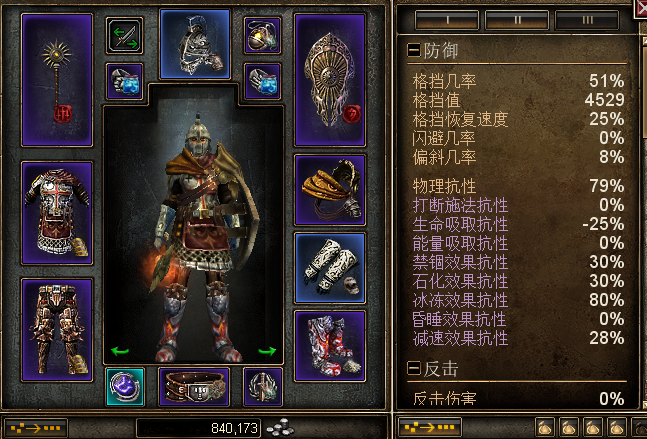 I II III
防御
格挡几率 51%
格挡值 4529
格挡恢复速度 25%
闪避几率 0%
偏斜几率 8%
物理抗性 79%
打断施法抗性 0%
生命吸取抗性 -25%
能量吸取抗性 0%
禁锢效果抗性 30%
石化效果抗性 30%
冰冻效果抗性 80%
昏睡效果抗性 0%
减速效果抗性 28%
反击
反击伤害 0%
840,173